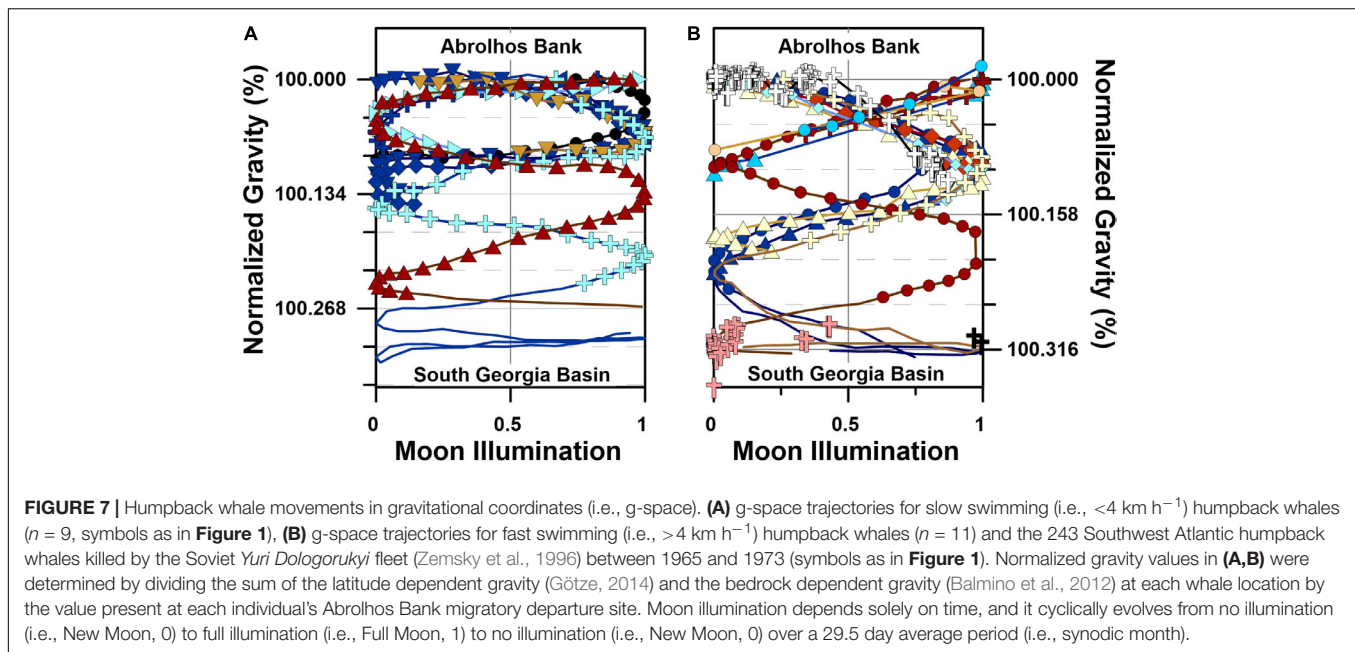 A
B
Abrolhos Bank
Abrolhos Bank
100.000
100.134
100.268
Normalized Gravity (%)
100.000
100.158
100.316
Normalized Gravity (%)
South Georgia Basin
South Georgia Basin
0
0.5
1
0
0.5
1
Moon Illumination
Moon Illumination
FIGURE 7 | Humpback whale movements in gravitational coordinates (i.e., g-space). (A) g-space trajectories for slow swimming (i.e., <4 km h−1) humpback whales
(n = 9, symbols as in Figure 1), (B) g-space trajectories for fast swimming (i.e., >4 km h−1) humpback whales (n = 11) and the 243 Southwest Atlantic humpback
whales killed by the Soviet Yuri Dologorukyi fleet (Zemsky et al., 1996) between 1965 and 1973 (symbols as in Figure 1). Normalized gravity values in (A,B) were
determined by dividing the sum of the latitude dependent gravity (Götze, 2014) and the bedrock dependent gravity (Balmino et al., 2012) at each whale location by
the value present at each individual's Abrolhos Bank migratory departure site. Moon illumination depends solely on time, and it cyclically evolves from no illumination
(i.e., New Moon, 0) to full illumination (i.e., Full Moon, 1) to no illumination (i.e., New Moon, 0) over a 29.5 day average period (i.e., synodic month).